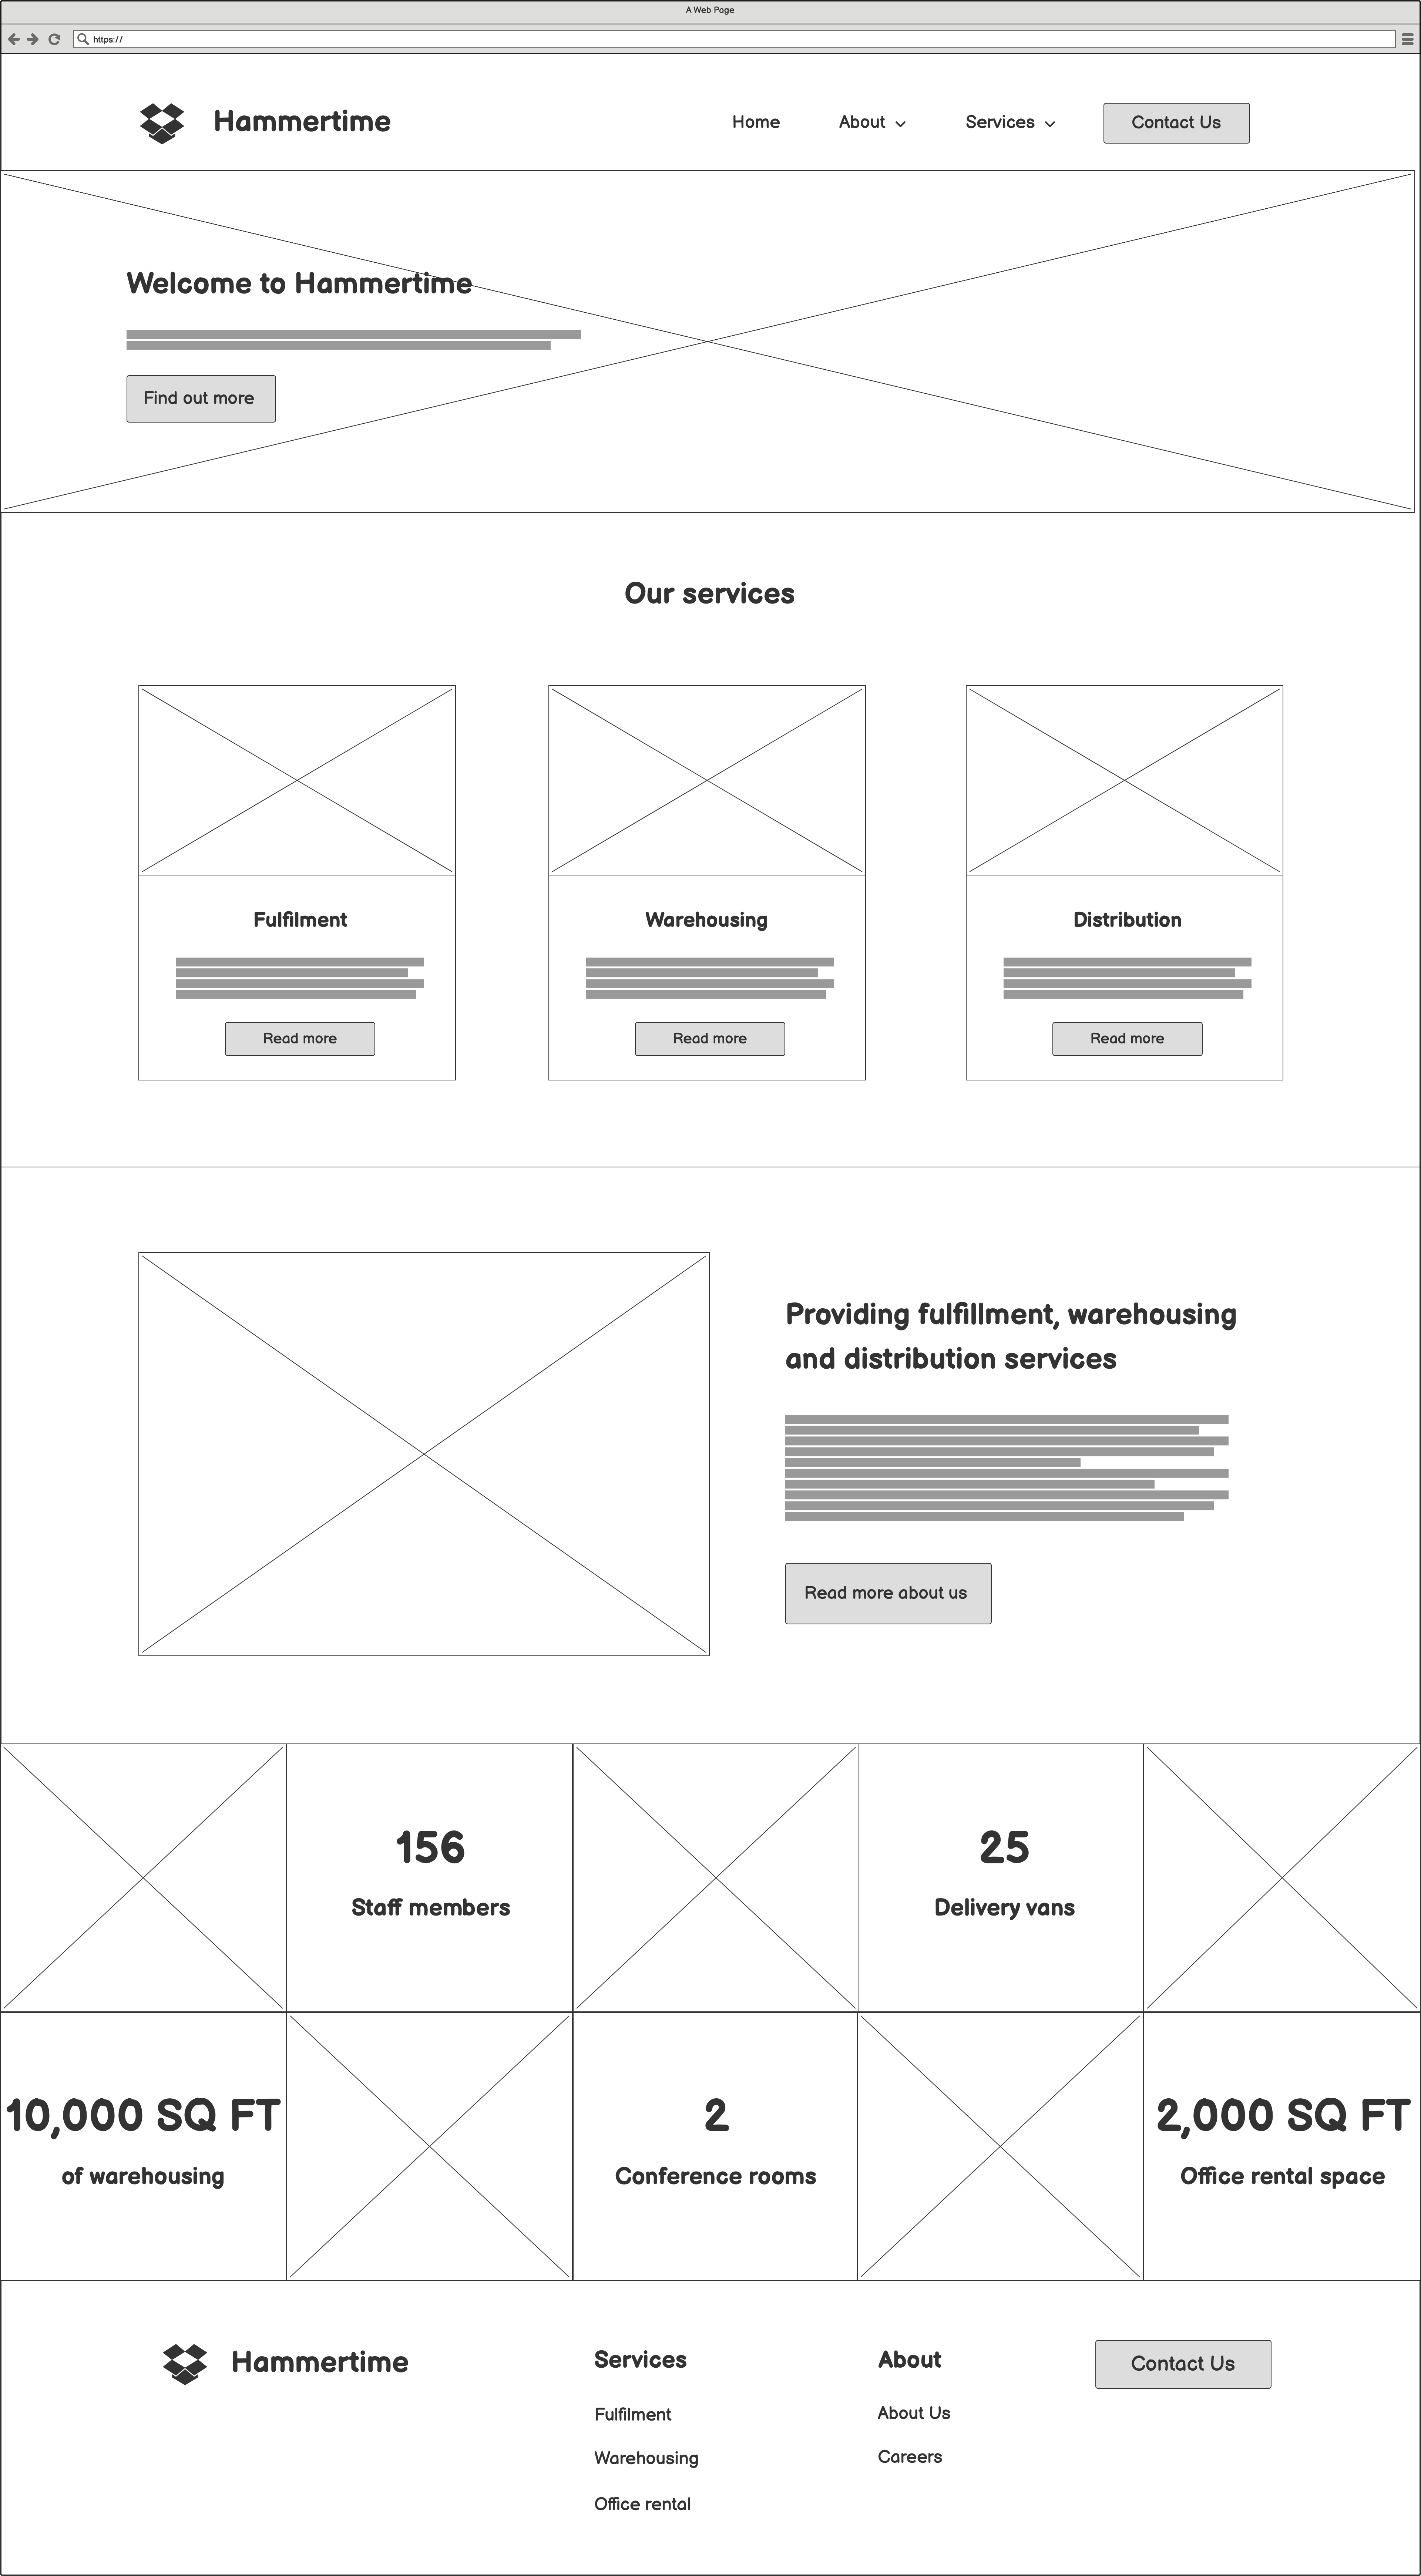 A Web Page
https://
Hammertime
Home
About
Services
Contact Us
Welcome to Hammertime
Find out more
Our services
Fulfilment
Read more
Warehousing
Read more
Distribution
Read more
Providing fulfillment, warehousing
and distribution services
Read more about us
156
Staff members
25
Delivery vans
10,000 SQ FT
of warehousing
2
Conference rooms
2,000 SQ FT
Office rental space
Hammertime
Services
Fulfilment
Warehousing
Office rental
About
About Us
Careers
Contact Us